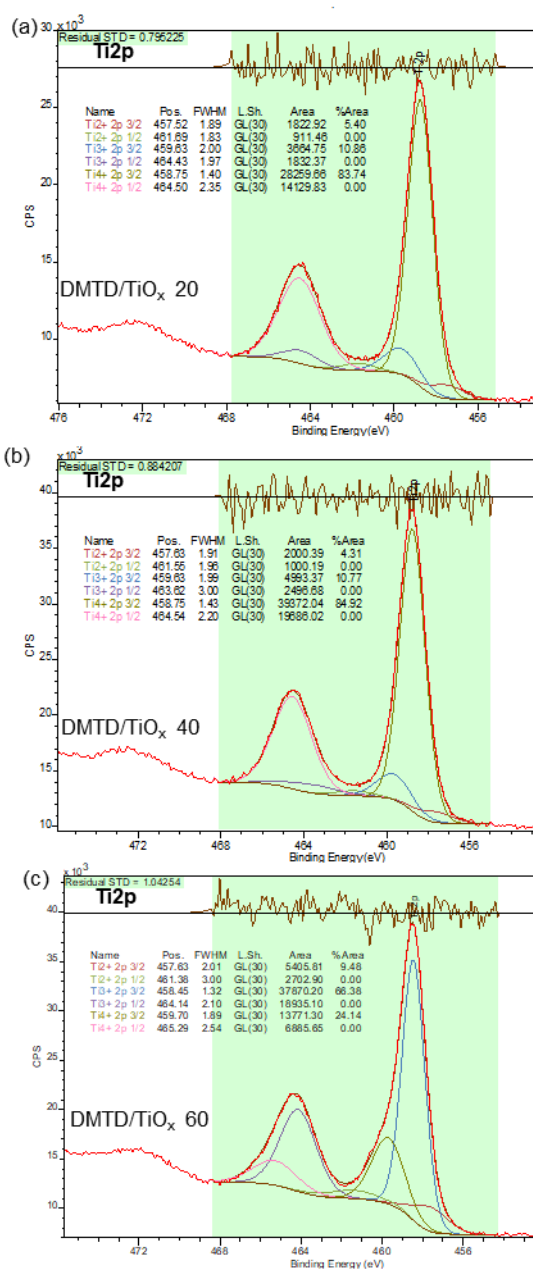 (a)
30 x 10³
Residual STD = 0.795225
Ti2p
Ti 2p
Name Pos. FWHM L.Sh. Area %Area
Ti2+ 2p 3/2 457.52 1.89 GL(30) 1822.92 5.40
Ti2+ 2p 1/2 461.69 1.83 GL(30) 911.46 0.00
Ti3+ 2p 3/2 459.63 2.00 GL(30) 3664.75 10.86
Ti3+ 2p 1/2 464.43 1.97 GL(30) 1832.37 0.00
Ti4+ 2p 3/2 458.75 1.40 GL(30) 28259.66 83.74
Ti4+ 2p 1/2 464.50 2.35 GL(30) 14129.83 0.00
25
20
CPS
15
10
DMTD/TiOₓ 20
476 472 468 464 460 456
Binding Energy(eV)
(b)
x 10³
Residual STD = 0.884207
40
Ti2p
Name Pos. FWHM L.Sh. Area %Area
Ti2+ 2p 3/2 457.63 1.91 GL(30) 2000.39 4.31
Ti2+ 2p 1/2 461.55 1.96 GL(30) 1000.19 0.00
Ti3+ 2p 3/2 459.63 1.99 GL(30) 4993.37 10.77
Ti3+ 2p 1/2 463.62 3.00 GL(30) 2496.68 0.00
Ti4+ 2p 3/2 458.75 1.43 GL(30) 39372.04 84.92
Ti4+ 2p 1/2 464.54 2.20 GL(30) 19686.02 0.00
35
30
CPS
25
20
15
10
DMTD/TiOₓ 40
472 468 464 460 456
Binding Energy(eV)
(c)
x 10³
Residual STD = 1.04254
40
Ti2p
Name Pos. FWHM L.Sh. Area %Area
Ti2+ 2p 3/2 457.63 2.01 GL(30) 5405.81 9.48
Ti2+ 2p 1/2 461.38 3.00 GL(30) 2702.90 0.00
Ti3+ 2p 3/2 458.45 1.32 GL(30) 37870.20 66.38
Ti3+ 2p 1/2 464.14 2.10 GL(30) 18935.10 0.00
Ti4+ 2p 3/2 459.70 1.89 GL(30) 13771.30 24.14
Ti4+ 2p 1/2 465.29 2.54 GL(30) 6885.65 0.00
35
30
CPS
25
20
15
10
DMTD/TiOₓ 60
472 468 464 460 456
Binding Energy (eV)